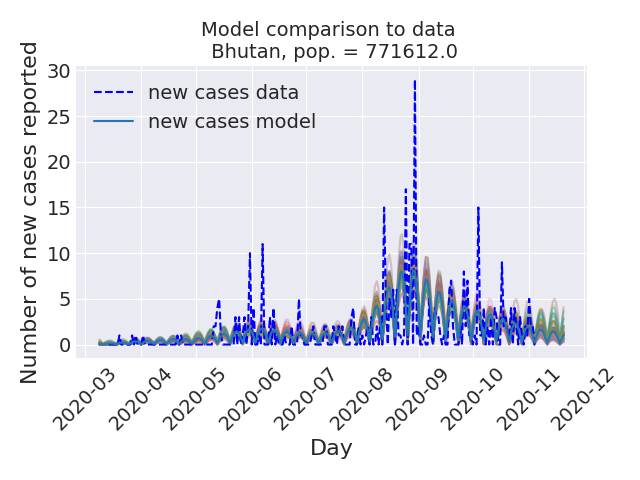 Model comparison to data
Bhutan, pop. = 771612.0
Number of new cases reported
30
25
20
15
10
5
0
new cases data
new cases model
2020-03
2020-04
2020-05
2020-06
2020-07
2020-08
2020-09
2020-10
2020-11
2020-12
Day